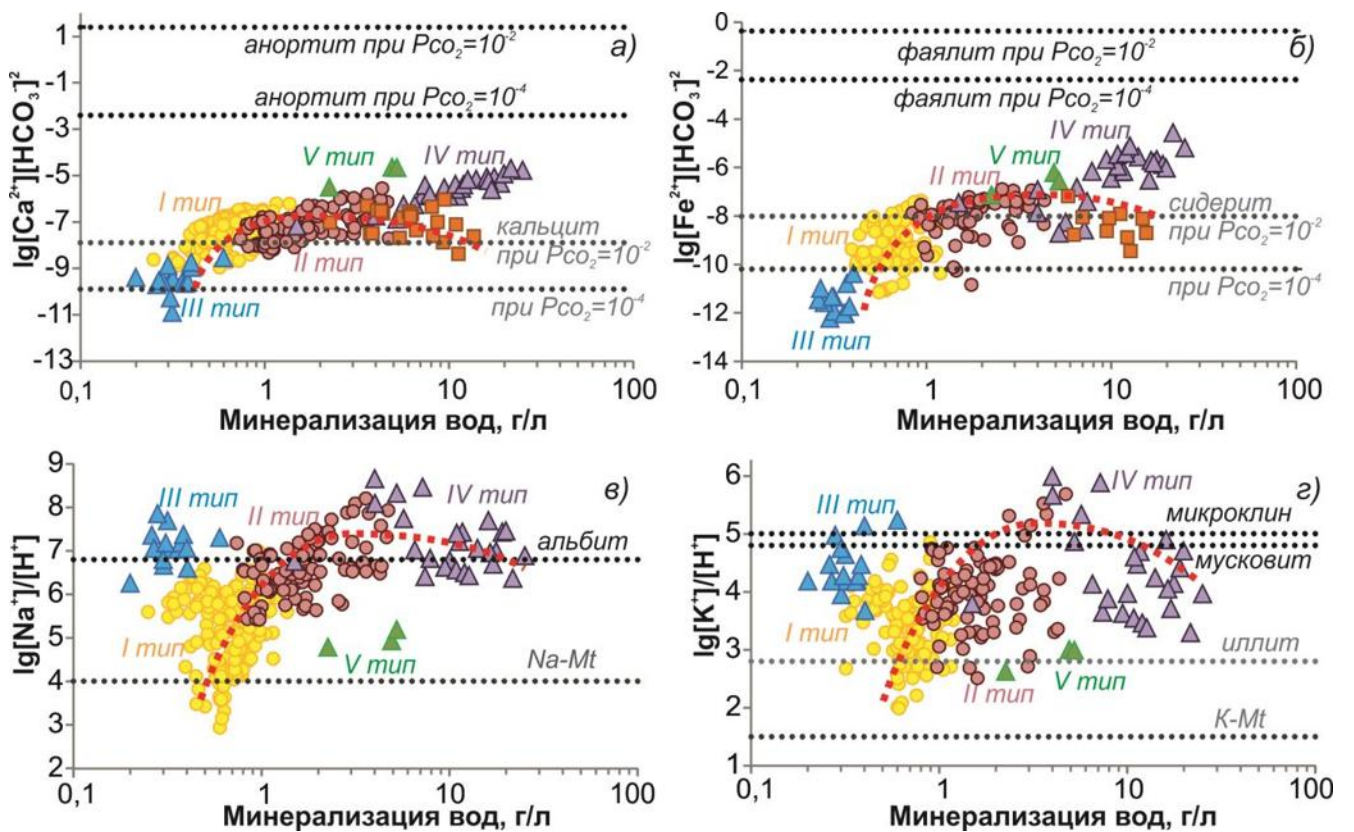 а)
lg[Ca²⁺][HCO₃]²
1
-1
-3
-5
-7
-9
-11
-13
анортит при Pco₂=10⁻²
анортит при Pco₂=10⁻⁴
V тип
IV тип
I тип
кальцит
при Pco₂=10⁻²
II тип
III тип
при Pco₂=10⁻⁴
0,1
1
10
100
Минерализация вод, г/л
б)
lg[Fe²⁺][HCO₃]²
0
-2
-4
-6
-8
-10
-12
-14
фаялит при Pco₂=10⁻²
фаялит при Pco₂=10⁻⁴
IV тип
V тип
II тип
сидерит
I тип
при Pco₂=10⁻²
при Pco₂=10⁻⁴
III тип
0,1
1
10
100
Минерализация вод, г/л
в)
lg[Na⁺]/[H⁺]
9
8
7
6
5
4
3
2
III тип
IV тип
II тип
альбит
I тип
V тип
Na-Mt
0,1
1
10
100
Минерализация вод, г/л
г)
lg[K⁺]/[H⁺]
6
5
4
3
2
1
IV тип
III тип
микроклин
мусковит
I тип
иллит
II тип
V тип
K-Mt
0,1
1
10
100
Минерализация вод, г/л